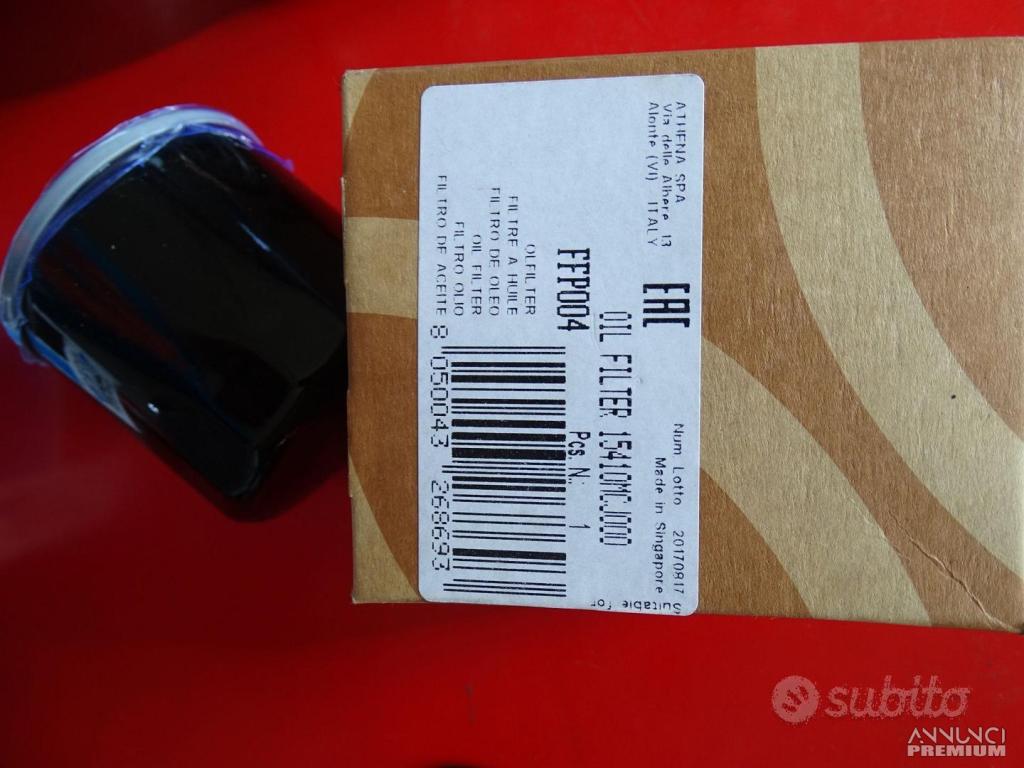 ATHENA SPA
Via delle Albere 13
Alonte (VI) ITALY
EAC
Num Lotto 20170817
Made in Singapore
Suitable for
OIL FILTER 15410MCJ000
FFP004
Pcs. N.: 1
OLFILTER
FILTRE A HUILE
FILTRO DE OLEO
OIL FILTER
FILTRO OLIO
FILTRO DE ACEITE
8 050043 268693
subito
ANNUNCI
PREMIUM